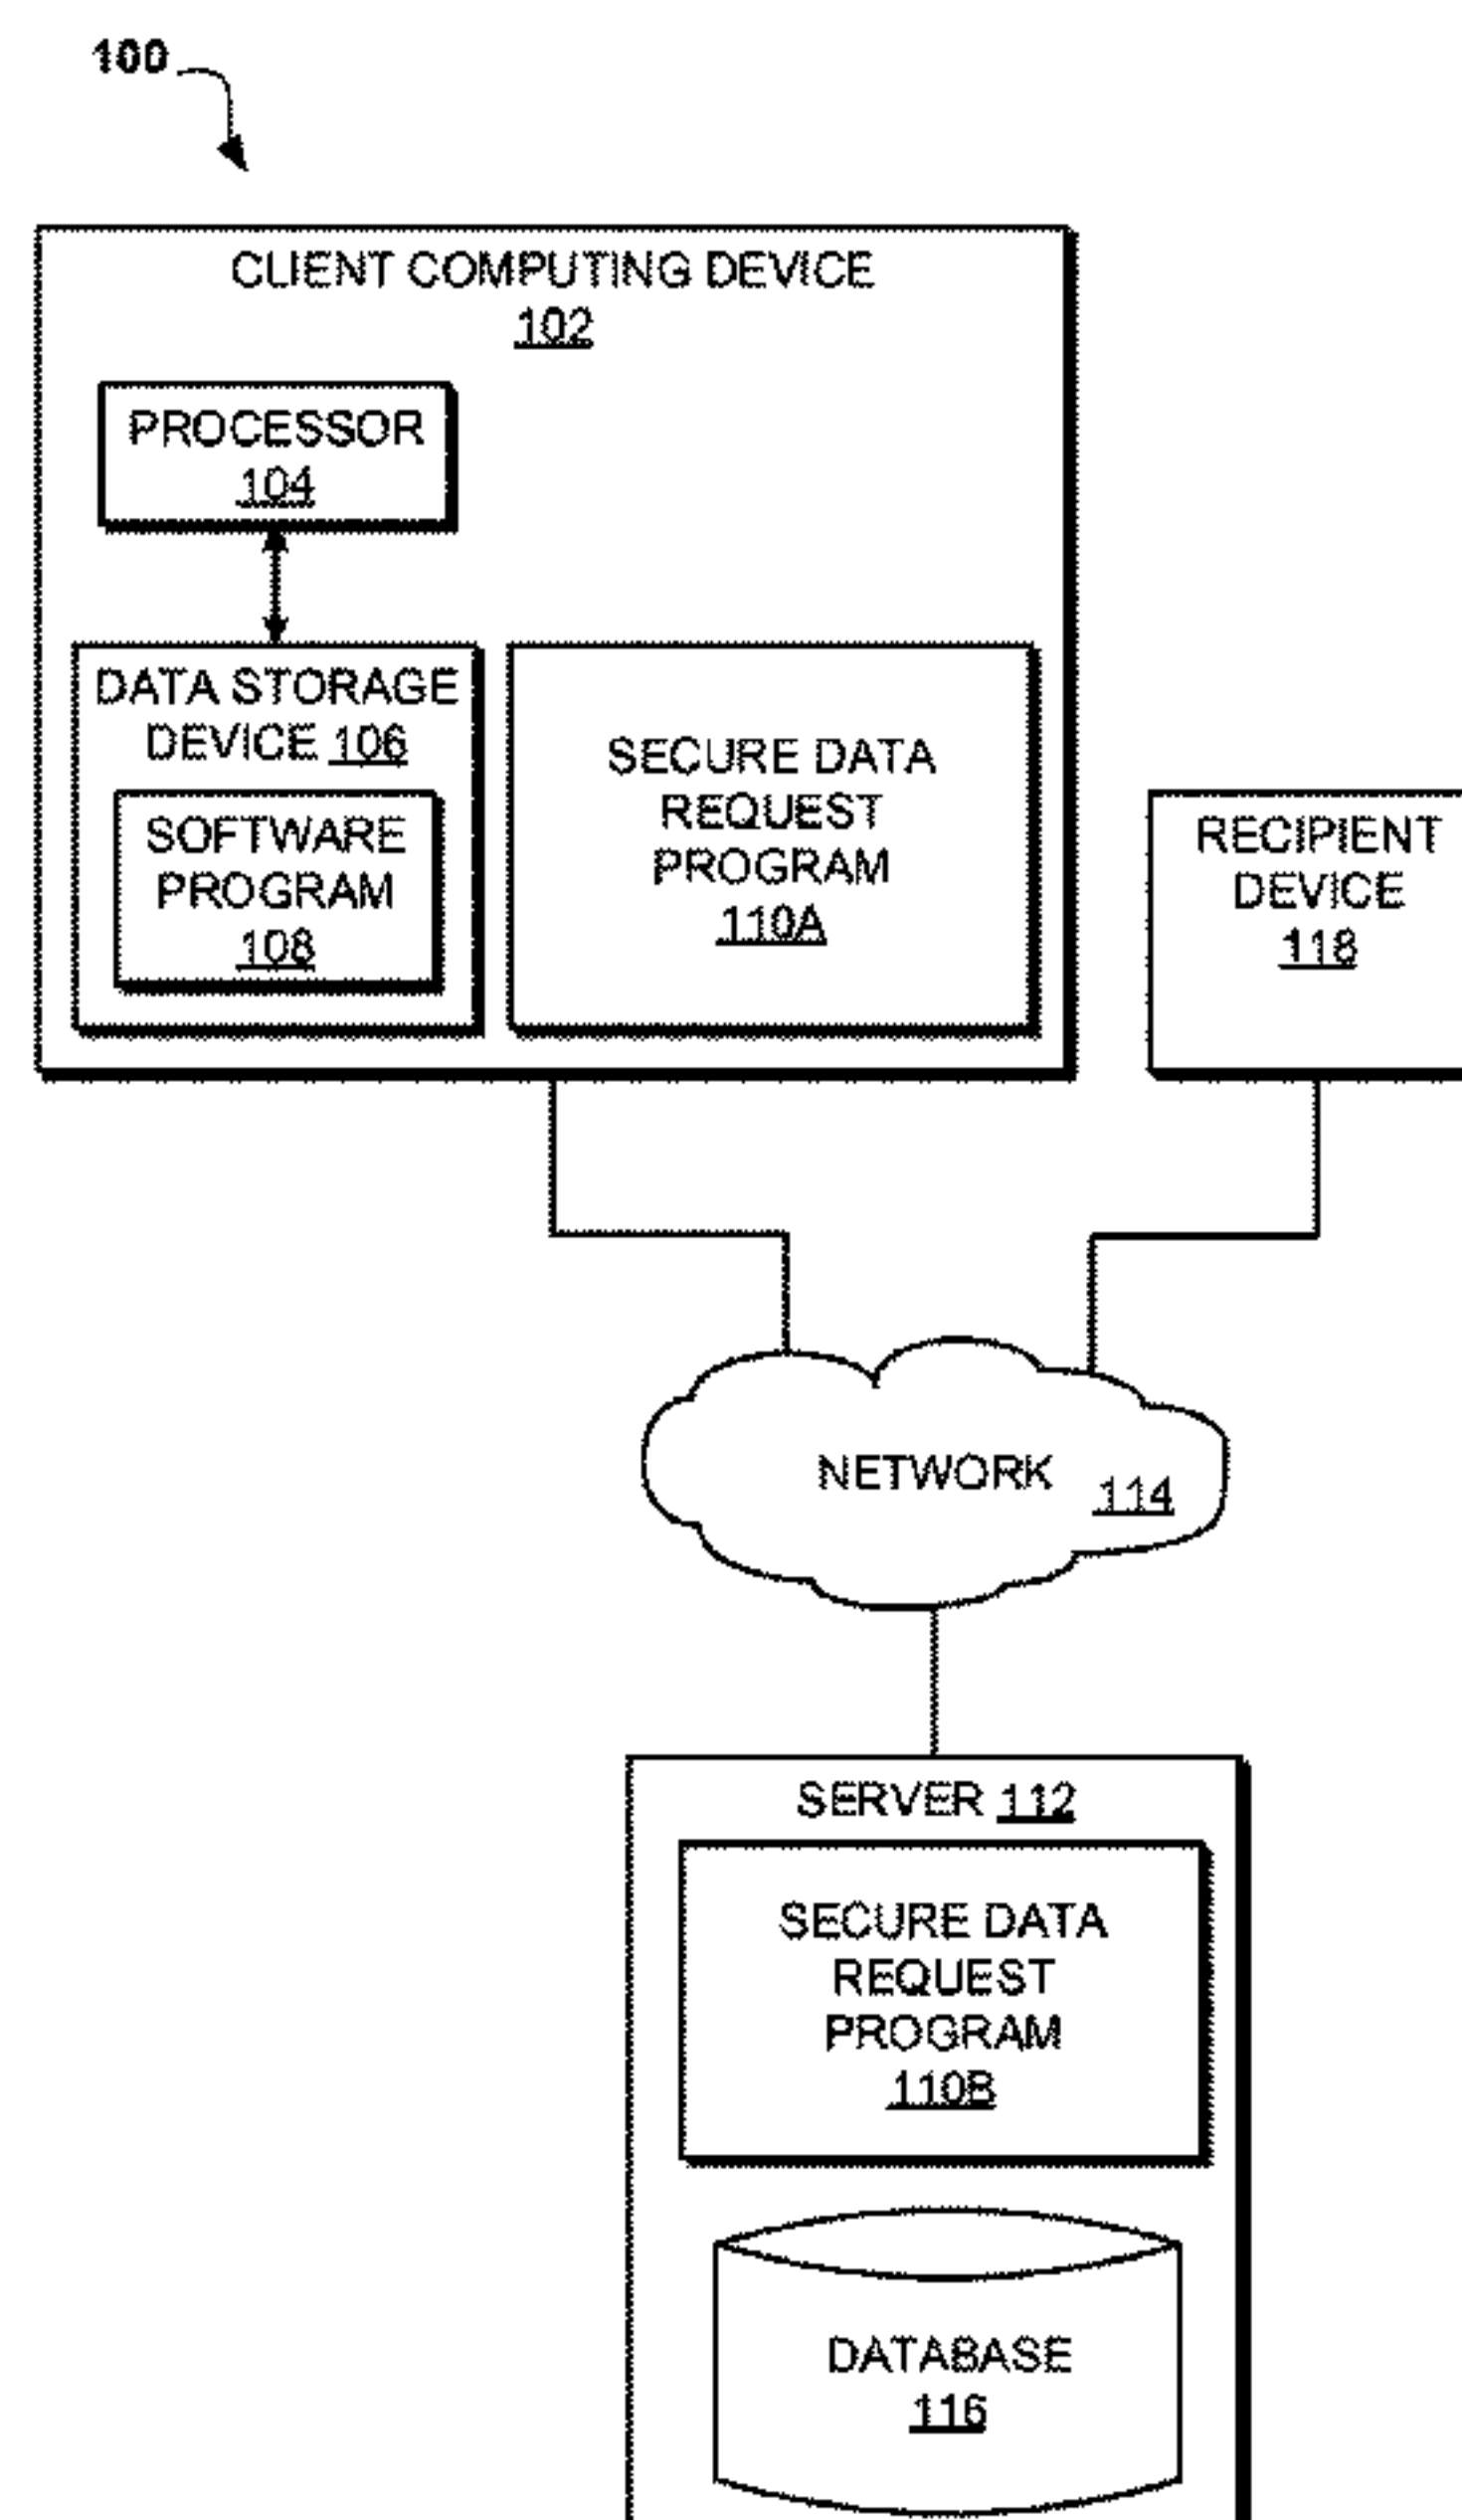 100
CLIENT COMPUTING DEVICE
102
PROCESSOR
104
DATA STORAGE
DEVICE 106
SOFTWARE
PROGRAM
108
SECURE DATA
REQUEST
PROGRAM
110A
RECIPIENT
DEVICE
118
NETWORK 114
SERVER 112
SECURE DATA
REQUEST
PROGRAM
110B
DATABASE
116